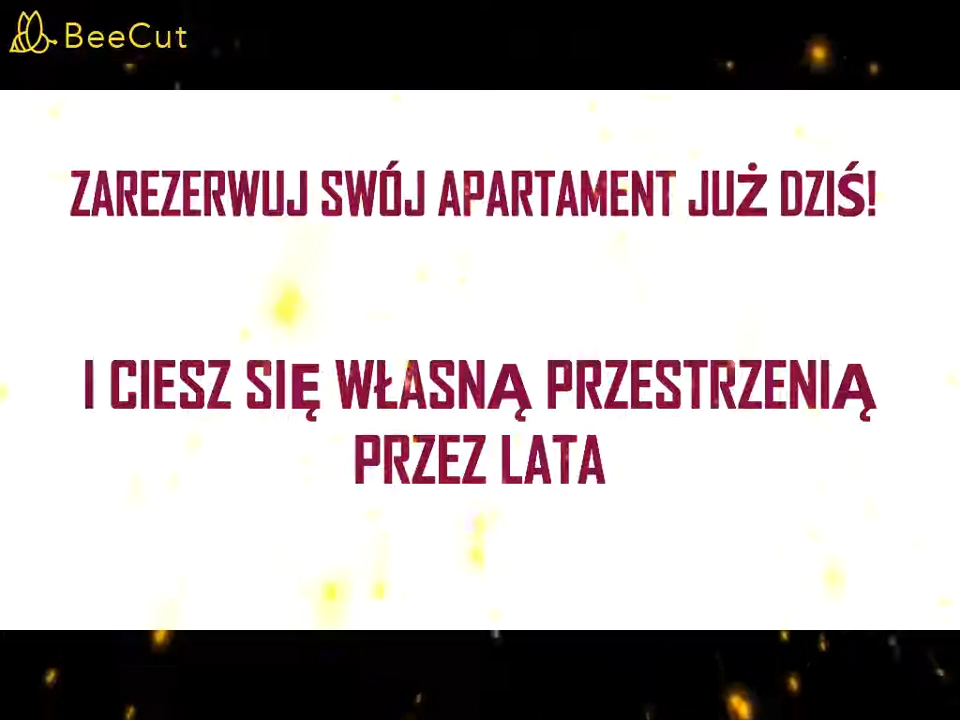 BeeCut
ZAREZERWUJ SWÓJ APARTAMENT JUŻ DZIŚ!
I CIESZ SIĘ WŁASNĄ PRZESTRZENIĄ
PRZEZ LATA